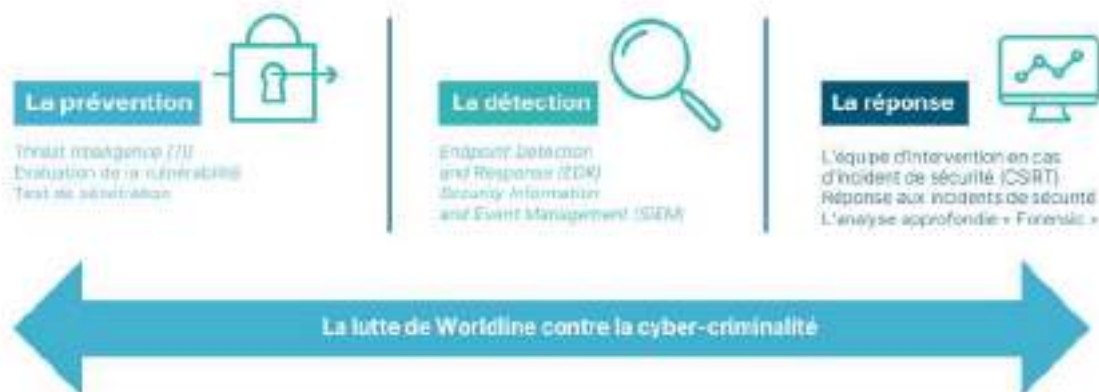 La prévention
Threat Intelligence (TI)
Evaluation de la vulnérabilité
Test de pénétration
La détection
Endpoint Detection
and Response (EDR)
Security Information
and Event Management (SIEM)
La réponse
L'équipe d'intervention en cas
d'incident de sécurité (CSIRT)
Réponse aux incidents de sécurité
L'analyse approfondie « Forensic »
La lutte de Worldline contre la cyber-criminalité